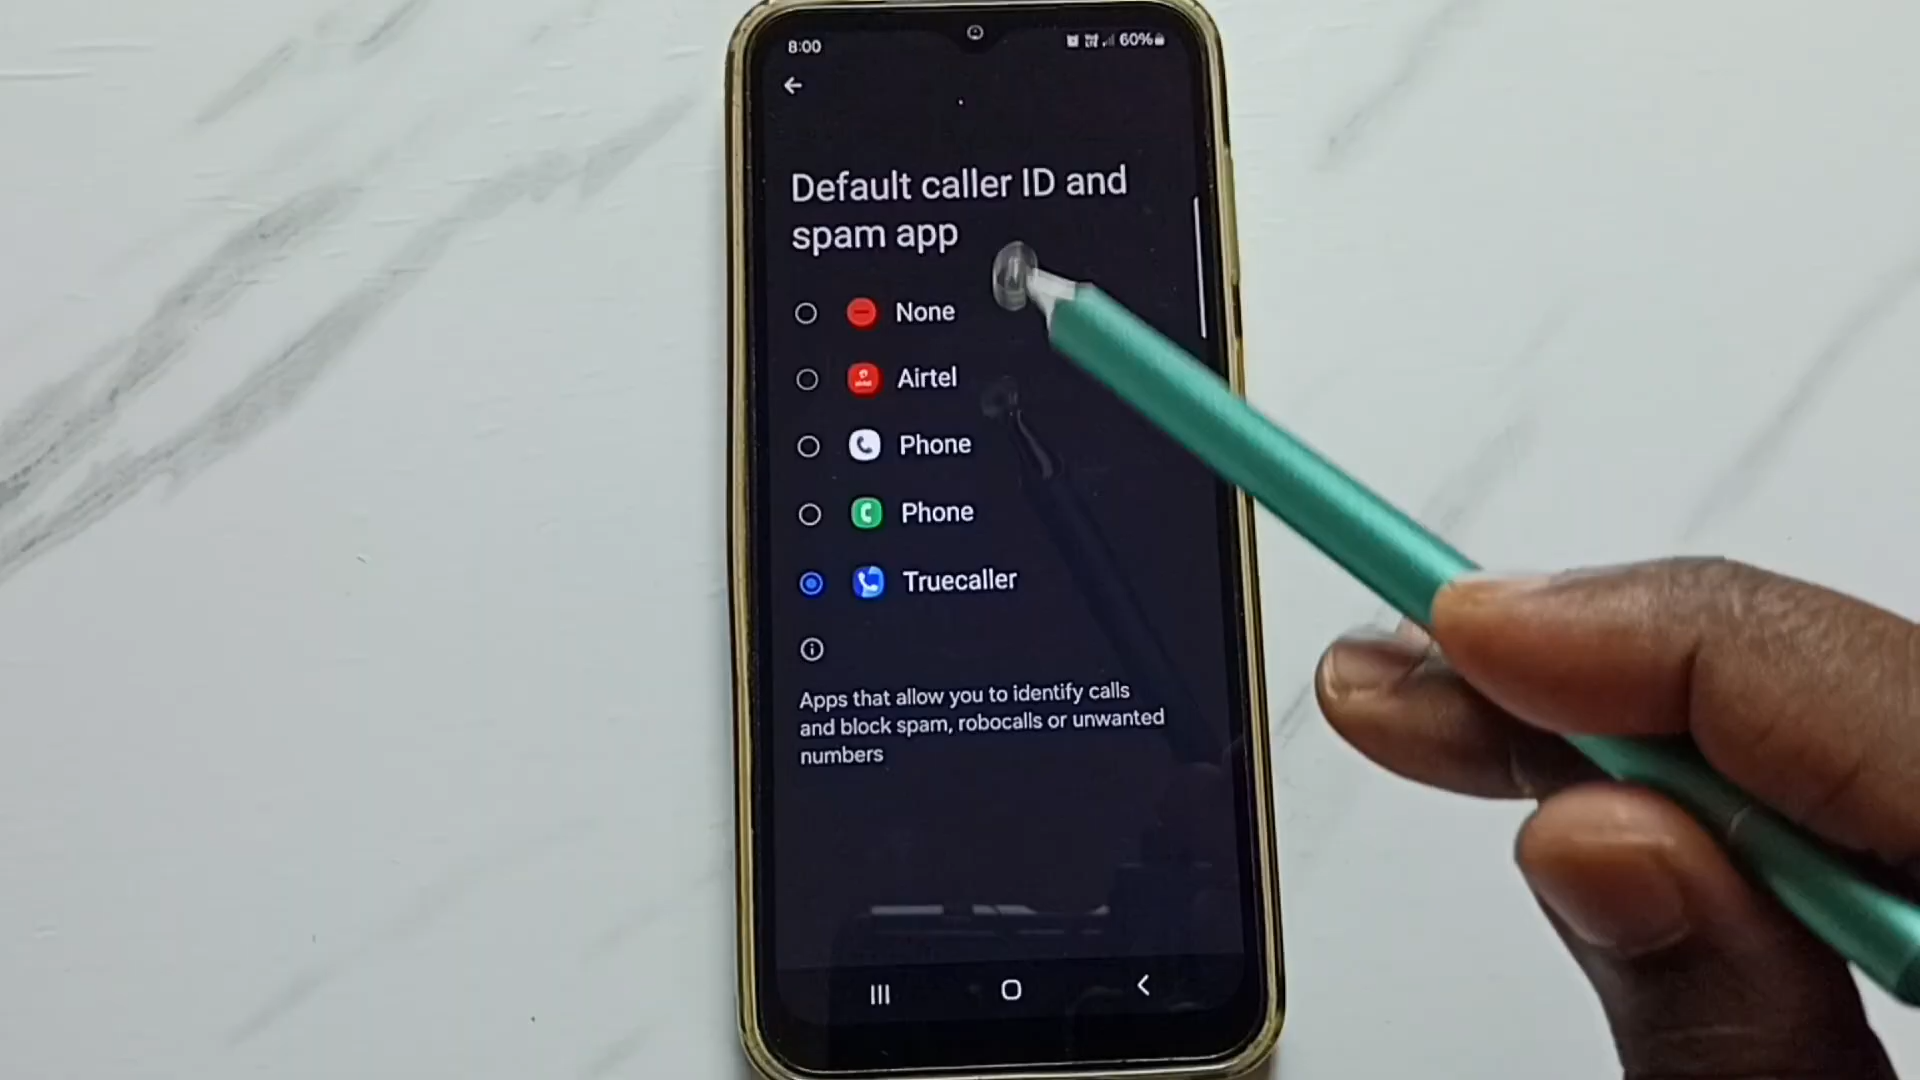 8:00
60%
Default caller ID and
spam app
None
Airtel
Phone
Phone
Truecaller
Apps that allow you to identify calls
and block spam, robocalls or unwanted
numbers